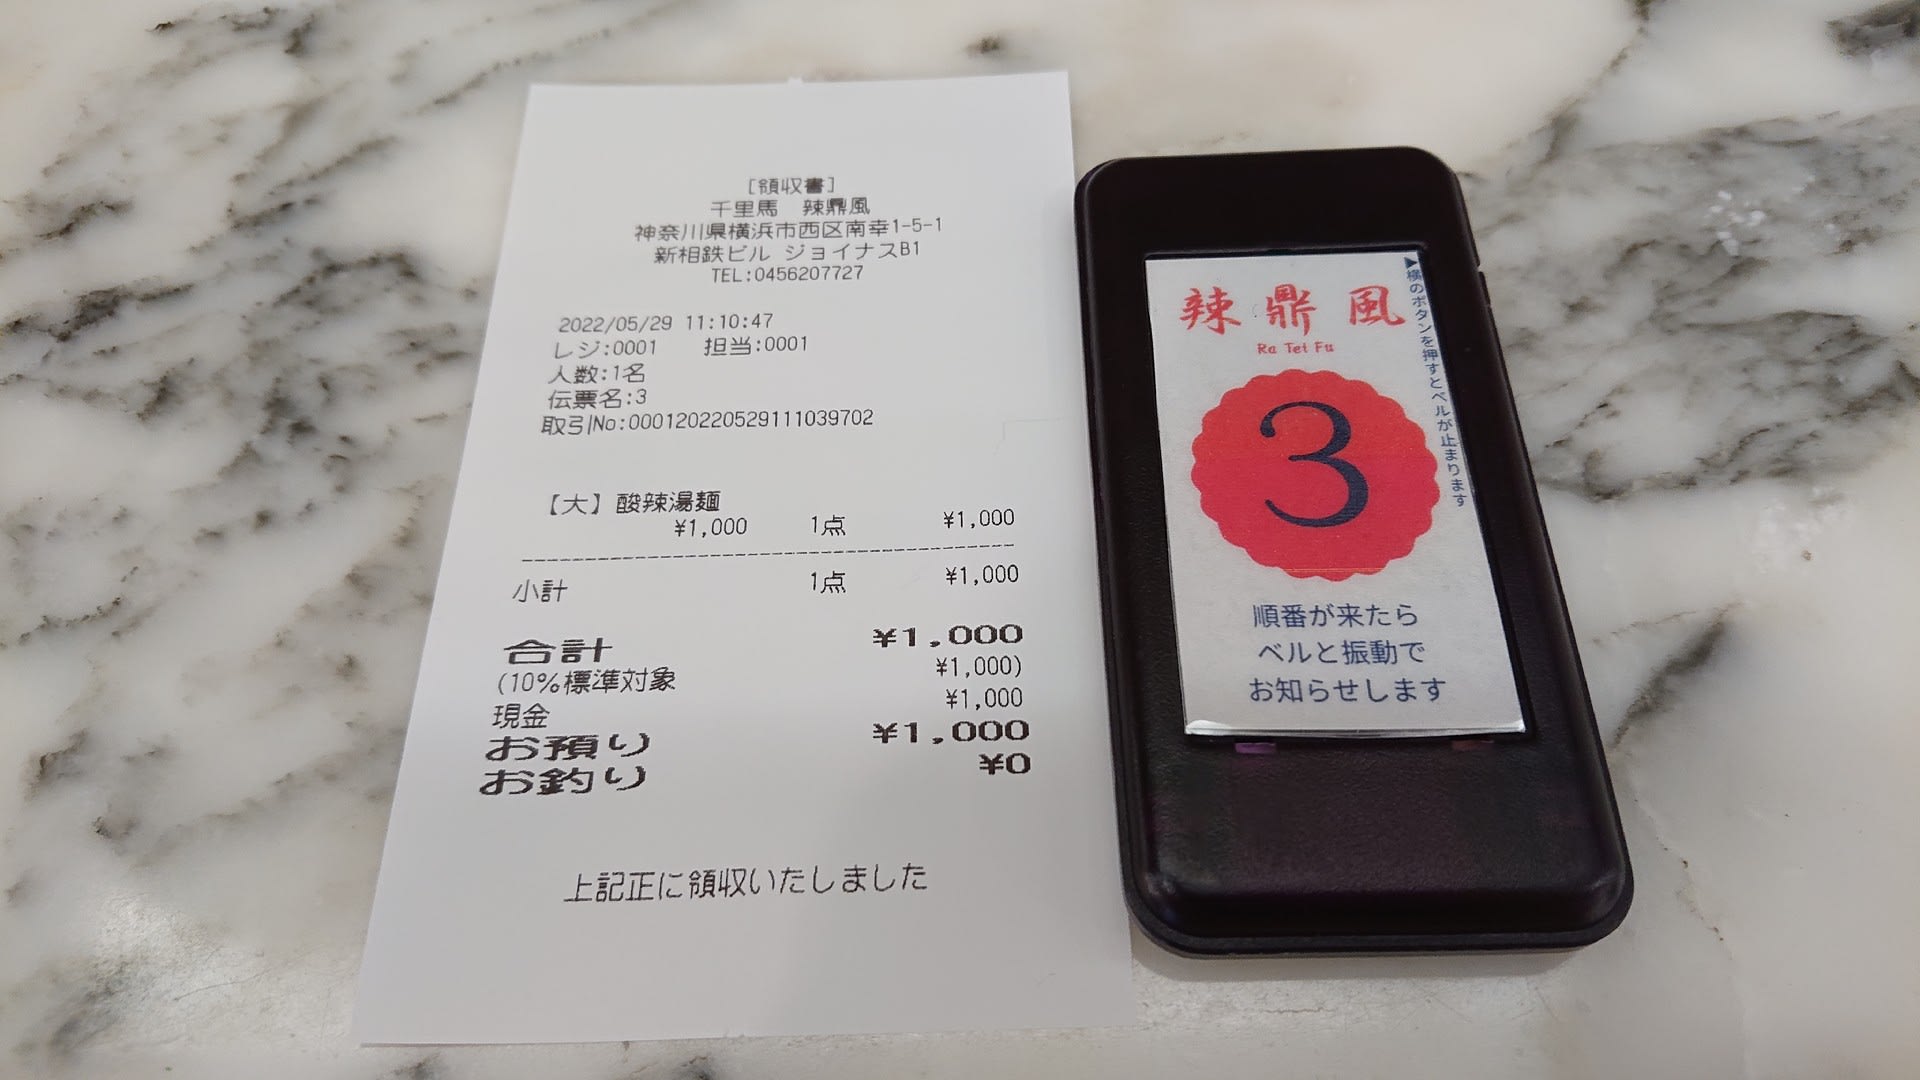 [領収書]
千里馬 辣鼎風
神奈川県横浜市西区南幸1-5-1
新相鉄ビル ジョイナスB1
TEL:0456207727
2022/05/29 11:10:47
レジ:0001 担当:0001
人数:1名
伝票名:3
取引No:000120220529111039702
【大】酸辣湯麺
¥1,000 1点 ¥1,000
小計 1点 ¥1,000
合計 ¥1,000
(10%標準対象 ¥1,000)
現金 ¥1,000
お預り ¥1,000
お釣り ¥0
上記正に領収いたしました
辣鼎風
Ra Tei Fu
3
順番が来たら
ベルと振動で
お知らせします
▶横のボタンを押すとベルが止まります